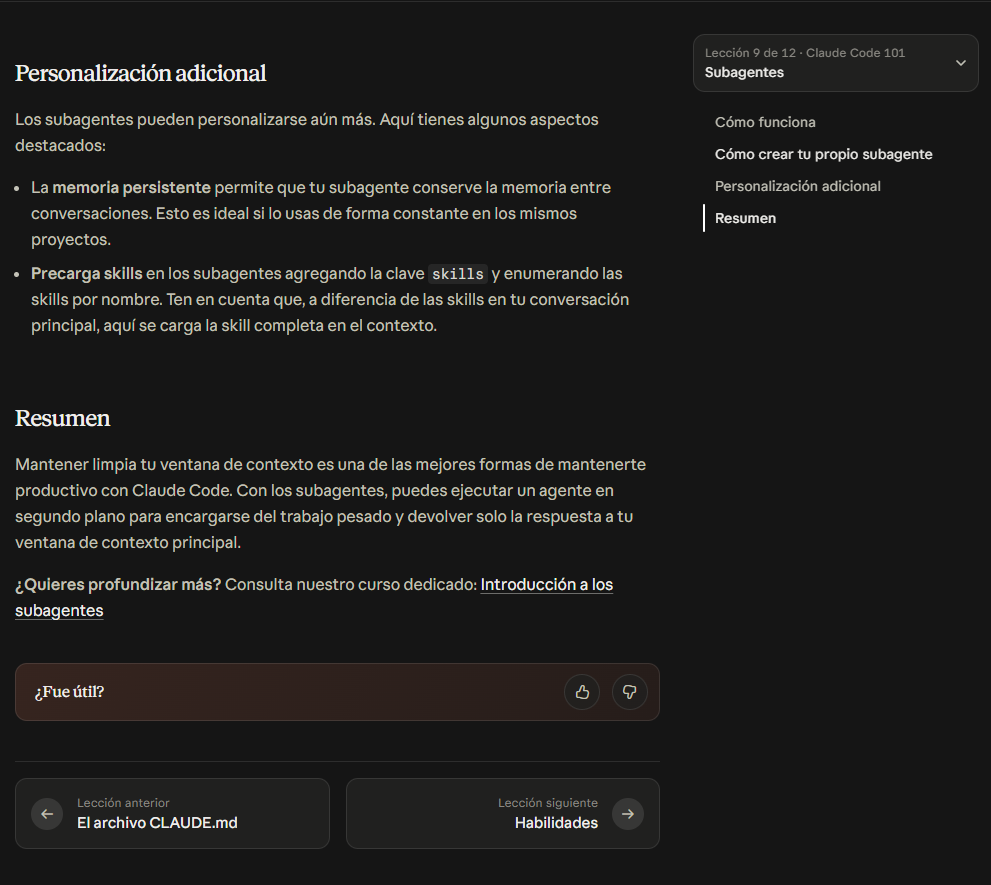 Personalización adicional
Los subagentes pueden personalizarse aún más. Aquí tienes algunos aspectos
destacados:
La memoria persistente permite que tu subagente conserve la memoria entre
conversaciones. Esto es ideal si lo usas de forma constante en los mismos
proyectos.
Precarga skills en los subagentes agregando la clave skills y enumerando las
skills por nombre. Ten en cuenta que, a diferencia de las skills en tu conversación
principal, aquí se carga la skill completa en el contexto.
Resumen
Mantener limpia tu ventana de contexto es una de las mejores formas de mantenerte
productivo con Claude Code. Con los subagentes, puedes ejecutar un agente en
segundo plano para encargarse del trabajo pesado y devolver solo la respuesta a tu
ventana de contexto principal.
¿Quieres profundizar más? Consulta nuestro curso dedicado: Introducción a los
subagentes
¿Fue útil?
Lección anterior
El archivo CLAUDE.md
Lección siguiente
Habilidades
Lección 9 de 12 · Claude Code 101
Subagentes
Cómo funciona
Cómo crear tu propio subagente
Personalización adicional
Resumen